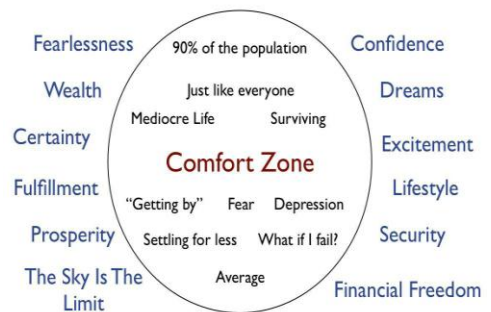 Fearlessness
90% of the population
Confidence
Wealth
Just like everyone
Dreams
Mediocre Life
Surviving
Certainty
Excitement
Comfort Zone
Fulfillment
Lifestyle
"Getting by"
Fear
Depression
Prosperity
Settling for less
What if I fail?
Security
The Sky Is The
Limit
Average
Financial Freedom